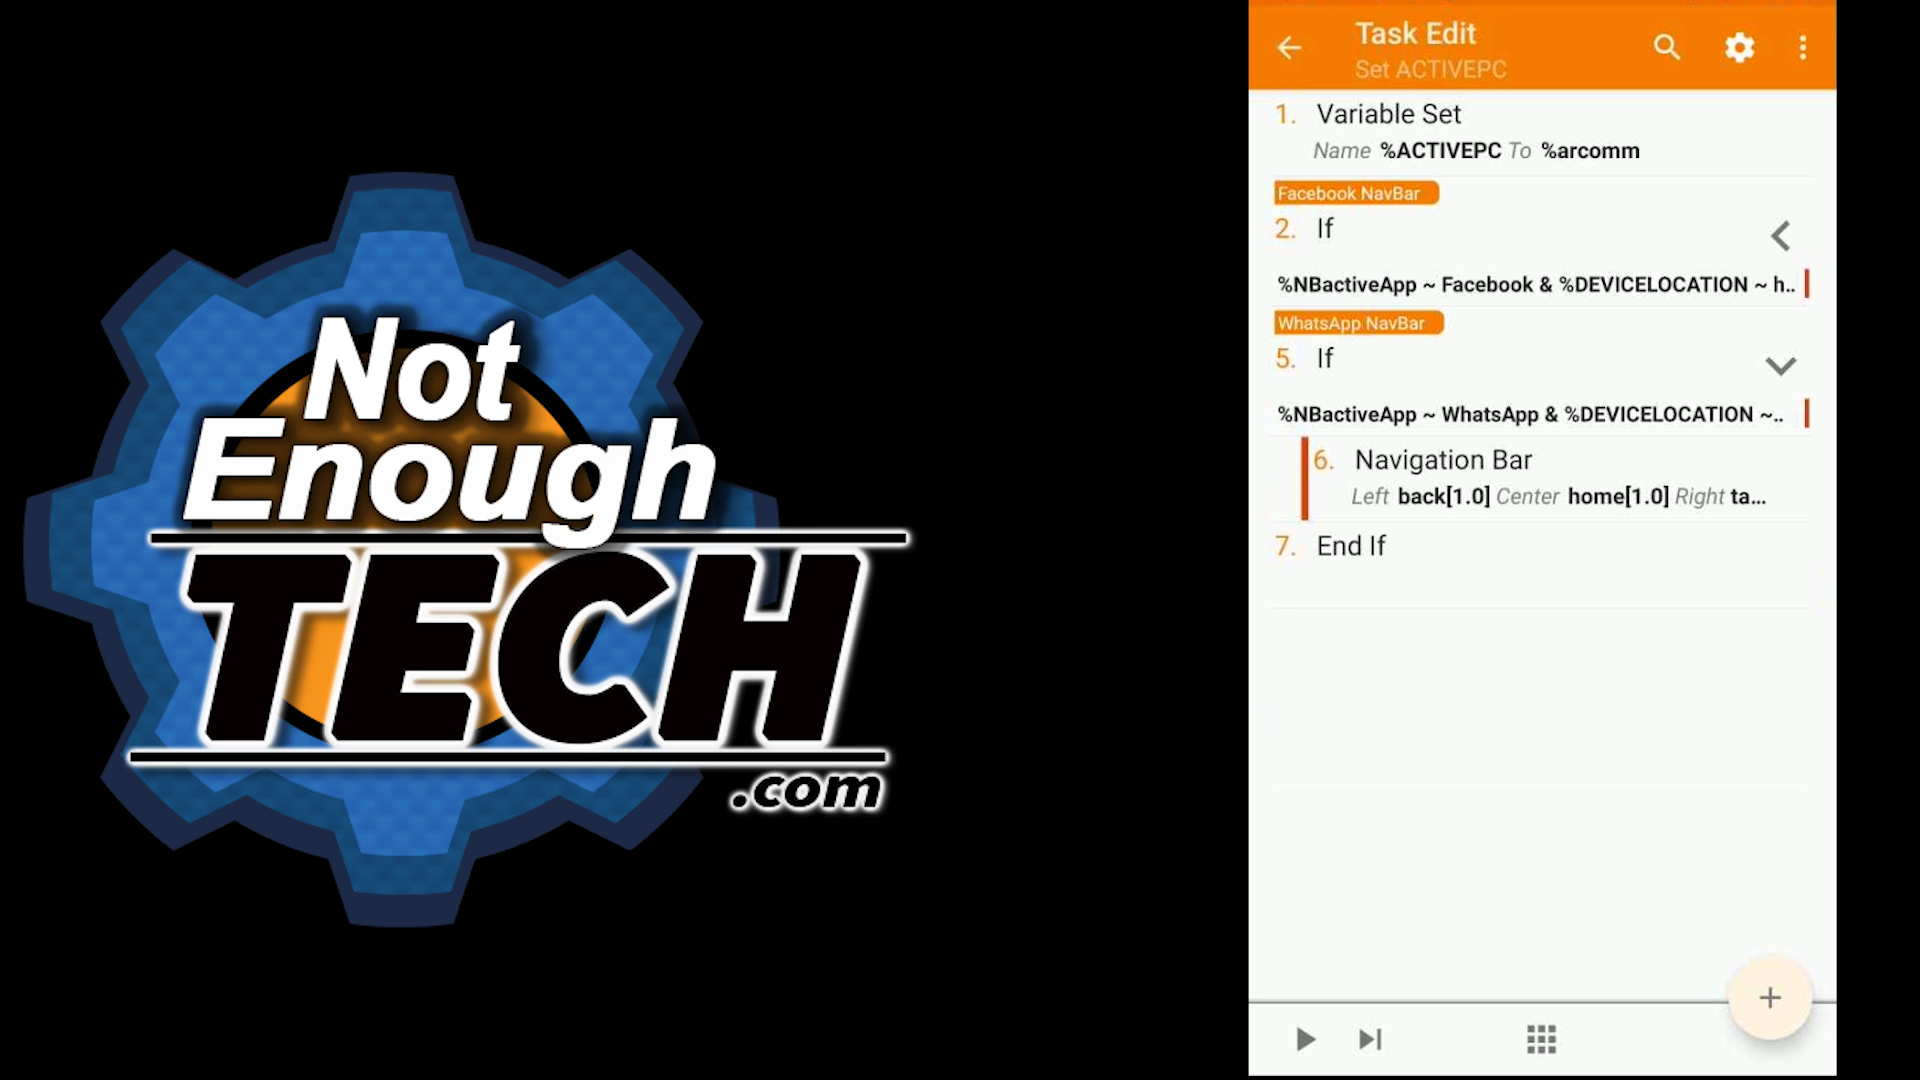 Not
Enough
TECH
.com
Task Edit
Set ACTIVEPC
1. Variable Set
Name %ACTIVEPC To %arcomm
Facebook NavBar
2. If
%NBactiveApp ~ Facebook & %DEVICELOCATION ~ h..
WhatsApp NavBar
5. If
%NBactiveApp ~ WhatsApp & %DEVICELOCATION ~..
6. Navigation Bar
Left back[1.0] Center home[1.0] Right ta...
7. End If